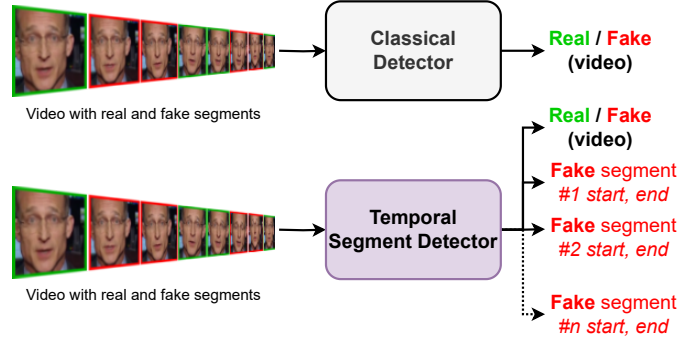 Classical
Detector
Real / Fake
(video)
Video with real and fake segments
Real / Fake
(video)
Temporal
Segment Detector
Fake segment
#1 start, end
Fake segment
#2 start, end
Fake segment
#n start, end
Video with real and fake segments